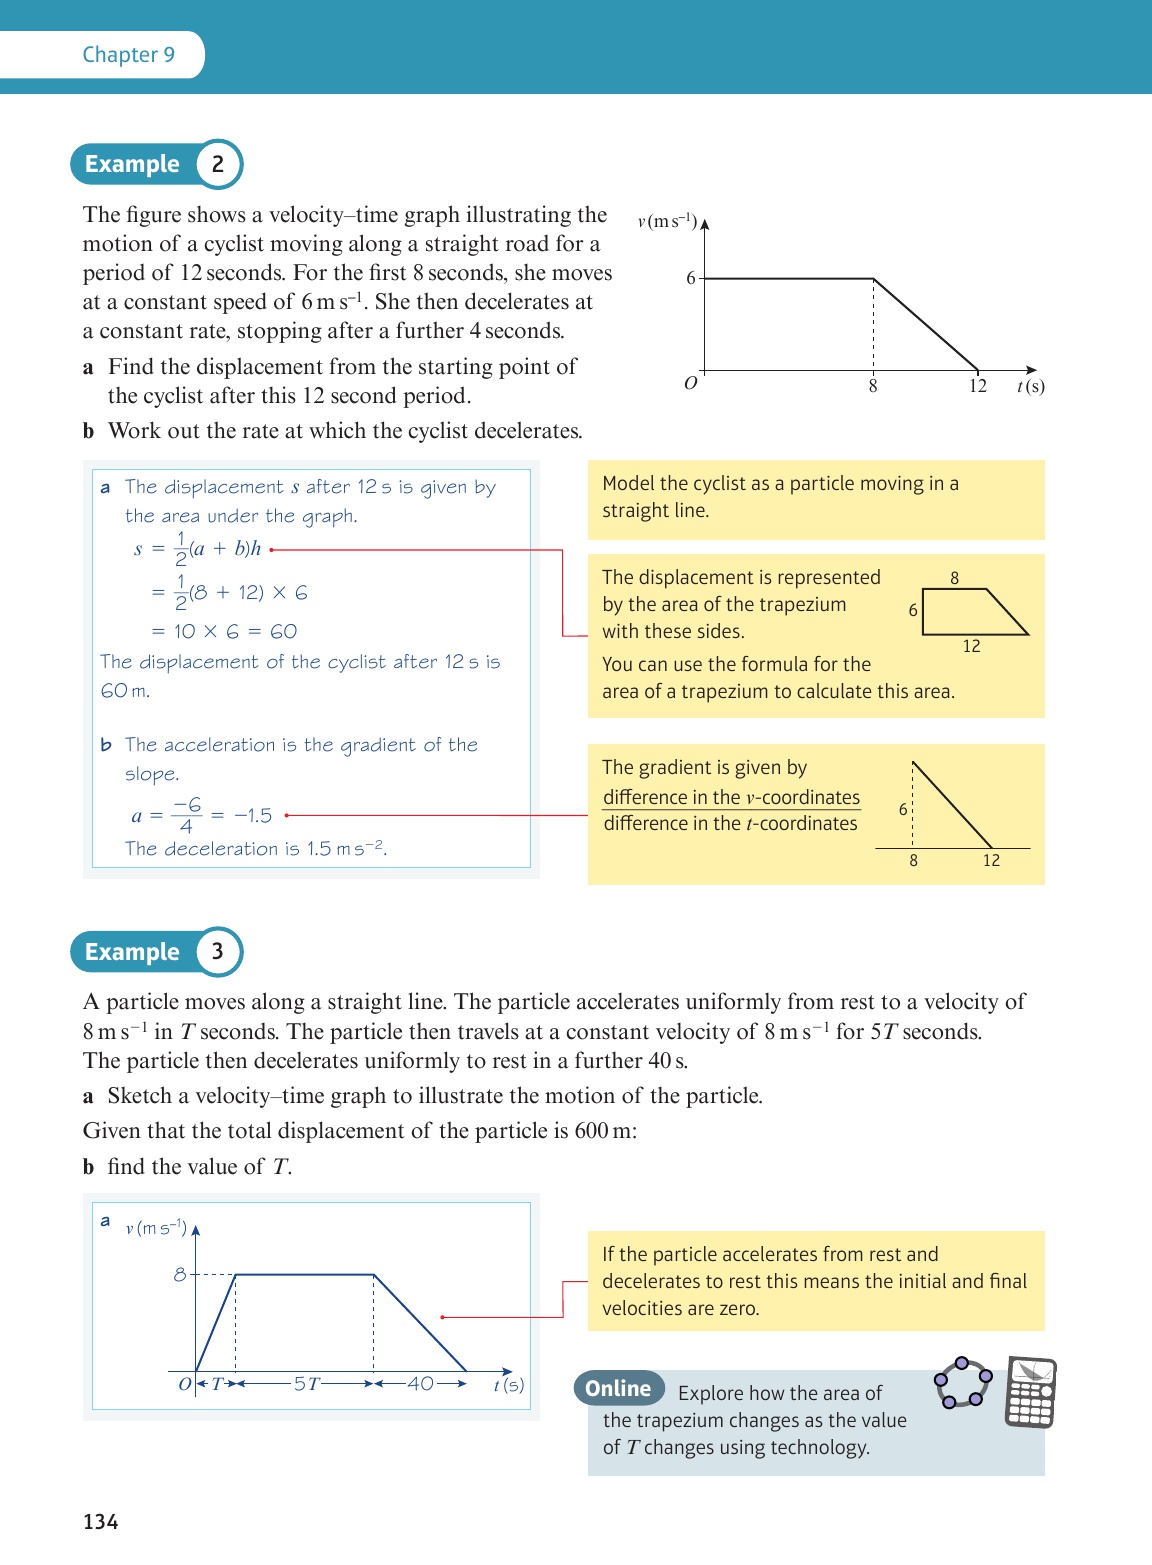 Chapter 9
Example 2
The figure shows a velocity–time graph illustrating the
motion of a cyclist moving along a straight road for a
period of 12 seconds. For the first 8 seconds, she moves
at a constant speed of 6 m s⁻¹. She then decelerates at
a constant rate, stopping after a further 4 seconds.
a Find the displacement from the starting point of
the cyclist after this 12 second period.
b Work out the rate at which the cyclist decelerates.
v (m s⁻¹)
6
O
8
12
t (s)
a The displacement s after 12 s is given by
the area under the graph.
s = 1/2(a + b)h
= 1/2(8 + 12) × 6
= 10 × 6 = 60
The displacement of the cyclist after 12 s is
60 m.
b The acceleration is the gradient of the
slope.
a = −6/4 = −1.5
The deceleration is 1.5 m s⁻².
Model the cyclist as a particle moving in a
straight line.
The displacement is represented
by the area of the trapezium
with these sides.
You can use the formula for the
area of a trapezium to calculate this area.
8
6
12
The gradient is given by
difference in the v-coordinates
difference in the t-coordinates
6
8
12
Example 3
A particle moves along a straight line. The particle accelerates uniformly from rest to a velocity of
8 m s⁻¹ in T seconds. The particle then travels at a constant velocity of 8 m s⁻¹ for 5T seconds.
The particle then decelerates uniformly to rest in a further 40 s.
a Sketch a velocity–time graph to illustrate the motion of the particle.
Given that the total displacement of the particle is 600 m:
b find the value of T.
a
v (m s⁻¹)
8
O
T
5T
40
t (s)
If the particle accelerates from rest and
decelerates to rest this means the initial and final
velocities are zero.
Online Explore how the area of
the trapezium changes as the value
of T changes using technology.
134